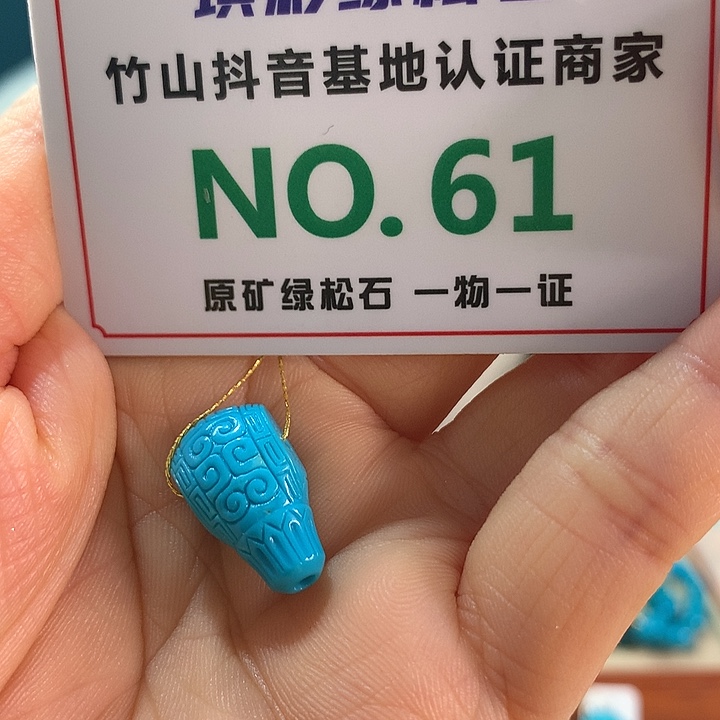 竹山抖音基地认证商家
NO.61
原矿绿松石 一物一证